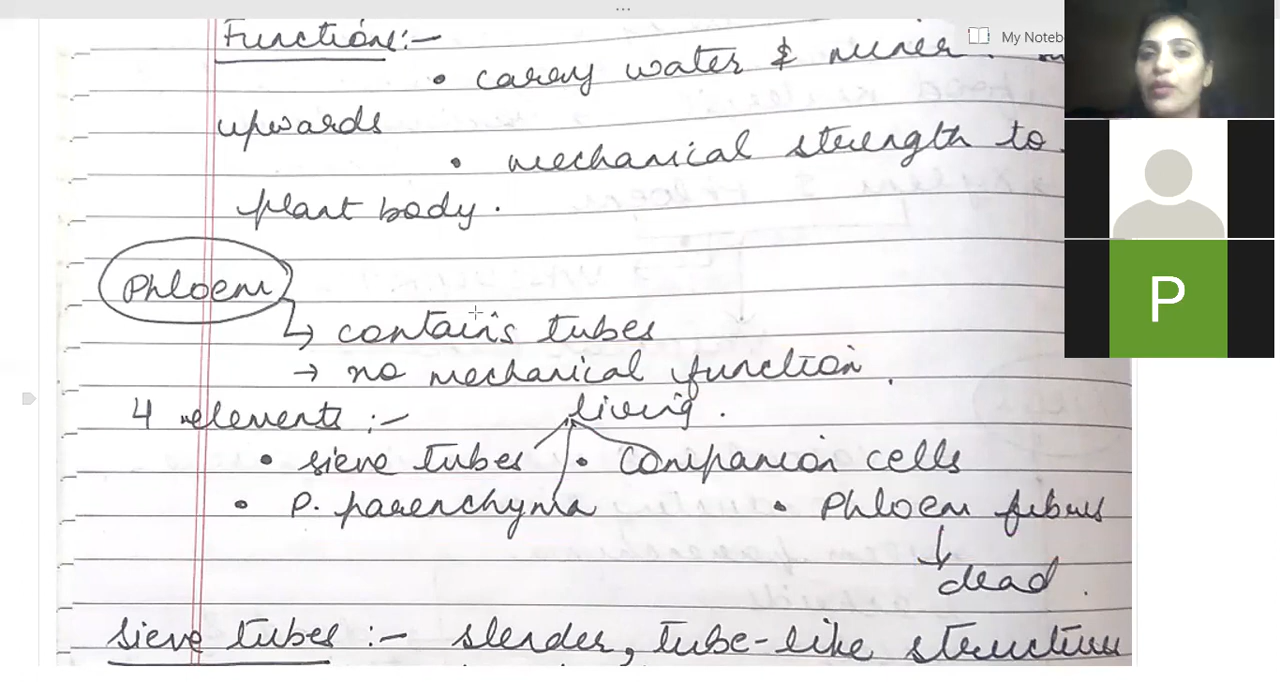 Functions:-
My Noteb
• carry water &
upwards
• mechanical strength to
plant body.
Phloem
↳ contains tubes
→ no mechanical function.
4 elements :- living.
• sieve tubes • companion cells
• P. parenchyma • Phloem fibres
dead.
sieve tubes :- slender, tube-like structure
P